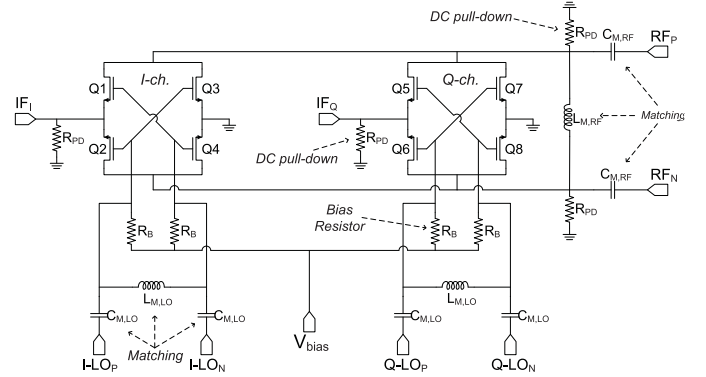 DC pull-down
R_PD
C_M,RF
RF_P
I-ch.
Q-ch.
Q1
Q3
Q5
Q7
IF_I
IF_Q
R_PD
R_PD
L_M,RF
Matching
Q2
Q4
Q6
Q8
DC pull-down
C_M,RF
RF_N
R_PD
Bias
Resistor
R_B
R_B
R_B
R_B
L_M,LO
L_M,LO
C_M,LO
C_M,LO
C_M,LO
C_M,LO
Matching
V_bias
I-LO_P
I-LO_N
Q-LO_P
Q-LO_N